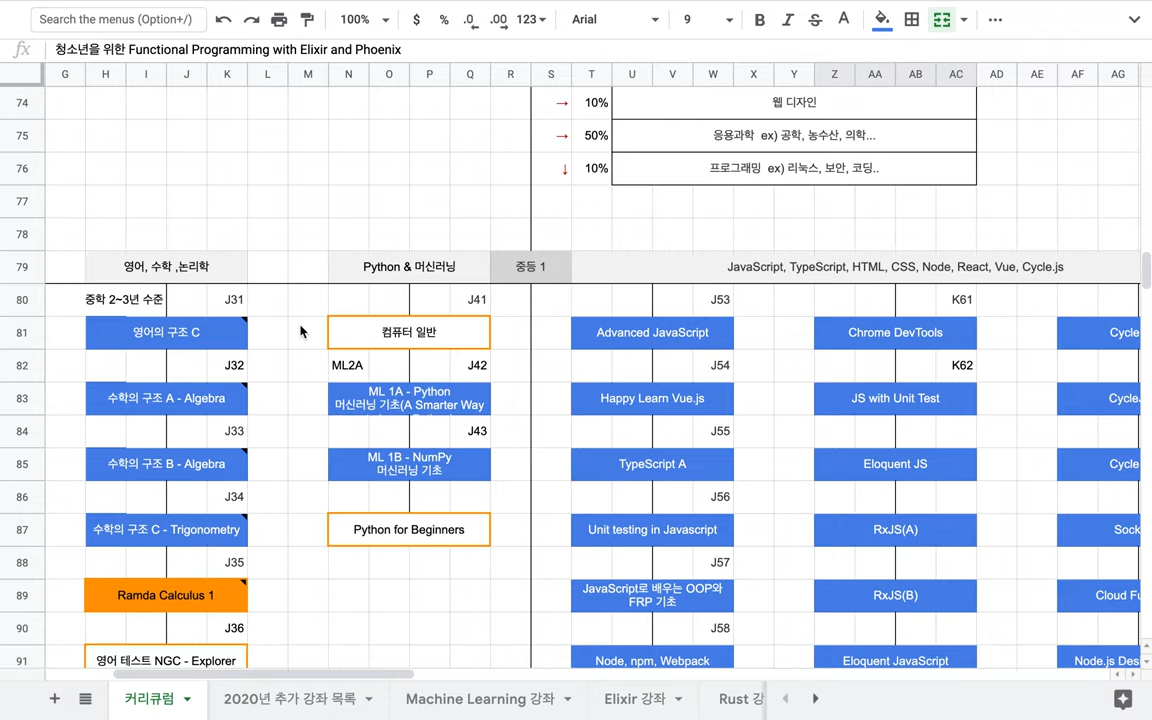 Search the menus (Option+/)
100%
$ % .0 .00 123
Arial
9
B I S A
fx 청소년을 위한 Functional Programming with Elixir and Phoenix
G H I J K L M N O P Q R S T U V W X Y Z AA AB AC AD AE AF AG
74 → 10% 웹 디자인
75 → 50% 응용과학 ex) 공학, 농수산, 의학...
76 ↓ 10% 프로그래밍 ex) 리눅스, 보안, 코딩..
77
78
79 영어, 수학 ,논리학 Python & 머신러닝 중등 1 JavaScript, TypeScript, HTML, CSS, Node, React, Vue, Cycle.js
80 중학 2~3년 수준 J31 J41 J53 K61
81 영어의 구조 C 컴퓨터 일반 Advanced JavaScript Chrome DevTools Cycle
82 J32 ML2A J42 J54 K62
83 수학의 구조 A - Algebra ML 1A - Python
머신러닝 기초(A Smarter Way Happy Learn Vue.js JS with Unit Test Cycle
84 J33 J43 J55
85 수학의 구조 B - Algebra ML 1B - NumPy
머신러닝 기초 TypeScript A Eloquent JS Cycle
86 J34 J56
87 수학의 구조 C - Trigonometry Python for Beginners Unit testing in Javascript RxJS(A) Sock
88 J35 J57
89 Ramda Calculus 1 JavaScript로 배우는 OOP와
FRP 기초 RxJS(B) Cloud Fu
90 J36 J58
91 영어 테스트 NGC - Explorer Node, npm, Webpack Eloquent JavaScript Node.js Des
커리큘럼 2020년 추가 강좌 목록 Machine Learning 강좌 Elixir 강좌 Rust 강